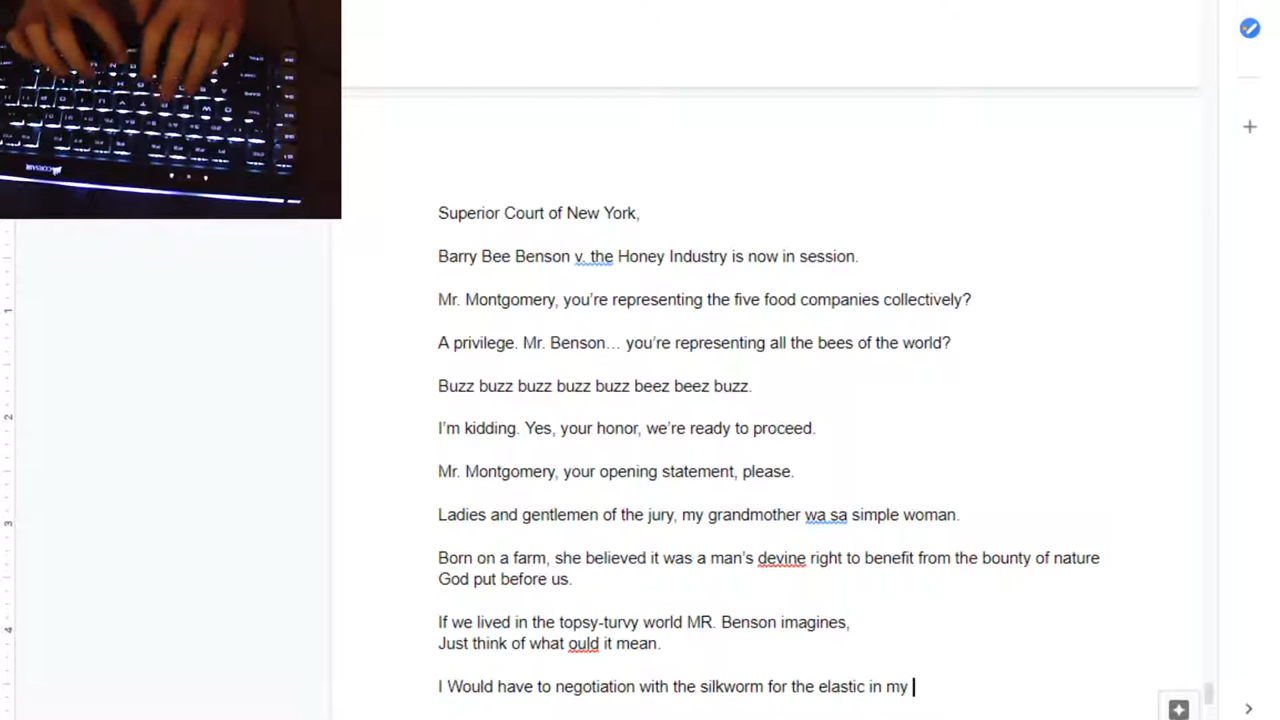 CORSAIR
Superior Court of New York,
Barry Bee Benson v. the Honey Industry is now in session.
Mr. Montgomery, you’re representing the five food companies collectively?
A privilege. Mr. Benson… you’re representing all the bees of the world?
Buzz buzz buzz buzz buzz beez beez buzz.
I’m kidding. Yes, your honor, we’re ready to proceed.
Mr. Montgomery, your opening statement, please.
Ladies and gentlemen of the jury, my grandmother wa sa simple woman.
Born on a farm, she believed it was a man’s devine right to benefit from the bounty of nature
God put before us.
If we lived in the topsy-turvy world MR. Benson imagines,
Just think of what ould it mean.
I Would have to negotiation with the silkworm for the elastic in my
1
2
3
4